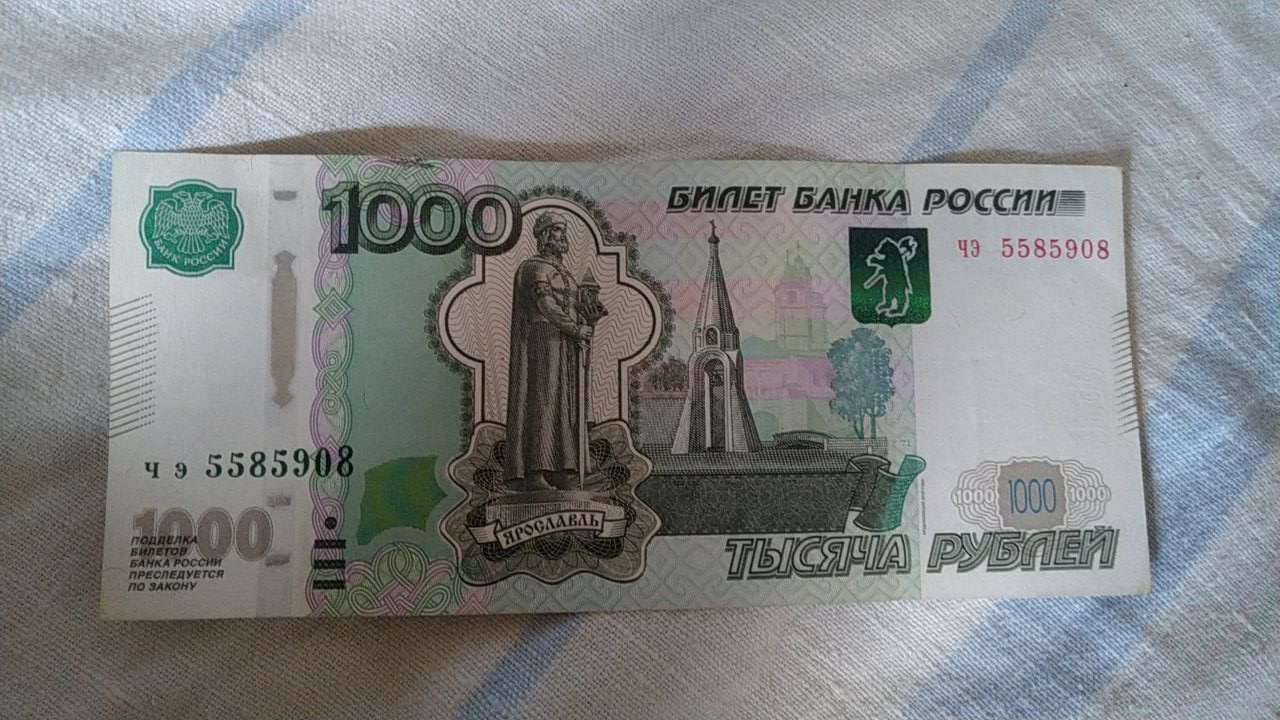 БАНК РОССИИ
1000
БИЛЕТ БАНКА РОССИИ
чэ 5585908
ч э 5585908
1000
ПОДДЕЛКА
БИЛЕТОВ
БАНКА РОССИИ
ПРЕСЛЕДУЕТСЯ
ПО ЗАКОНУ
ЯРОСЛАВЛЬ
1000 1000 1000
ТЫСЯЧА РУБЛЕЙ